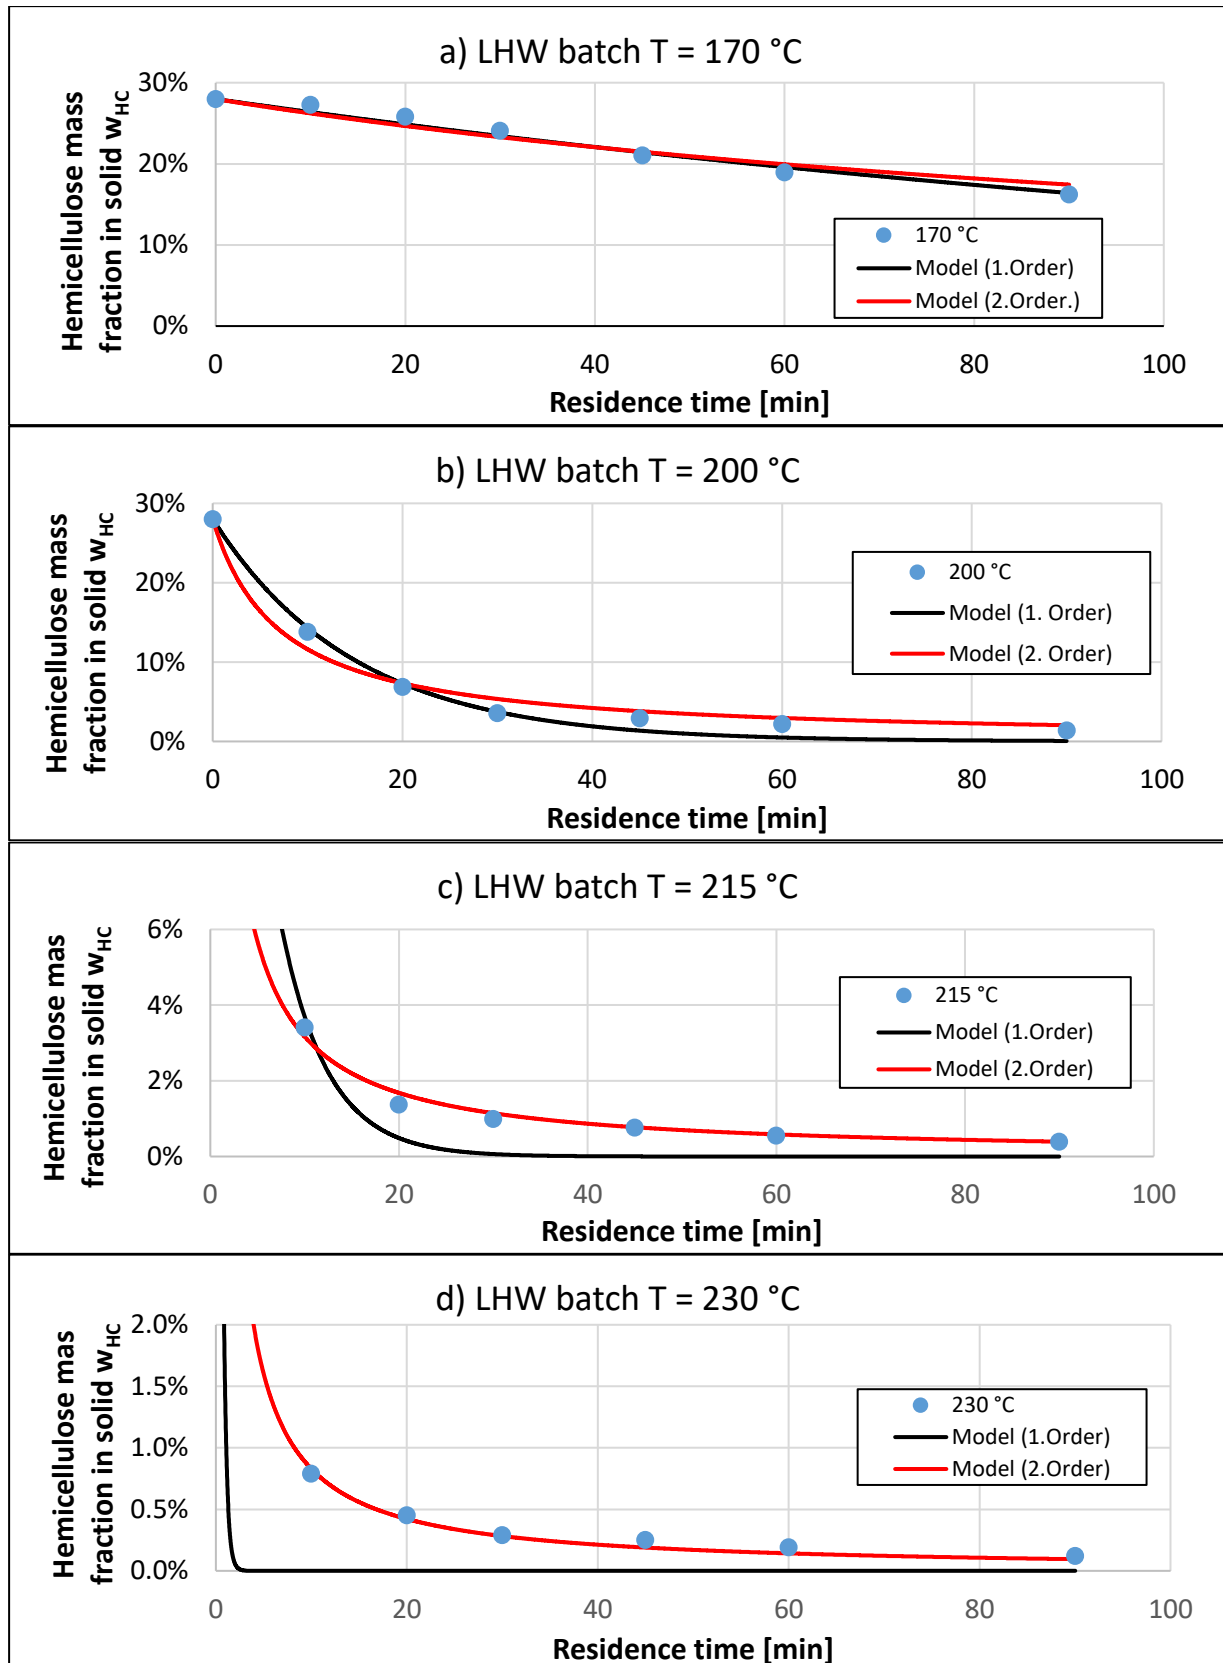 a) LHW batch T = 170 °C
Hemicellulose mass
fraction in solid wHC
30%
20%
10%
0%
170 °C
Model (1.Order)
Model (2.Order.)
0 20 40 60 80 100
Residence time [min]
b) LHW batch T = 200 °C
Hemicellulose mass
fraction in solid wHC
30%
20%
10%
0%
200 °C
Model (1. Order)
Model (2. Order)
0 20 40 60 80 100
Residence time [min]
c) LHW batch T = 215 °C
Hemicellulose mas
fraction in solid wHC
6%
4%
2%
0%
215 °C
Model (1.Order)
Model (2.Order)
0 20 40 60 80 100
Residence time [min]
d) LHW batch T = 230 °C
Hemicellulose mas
fraction in solid wHC
2.0%
1.5%
1.0%
0.5%
0.0%
230 °C
Model (1.Order)
Model (2.Order)
0 20 40 60 80 100
Residence time [min]